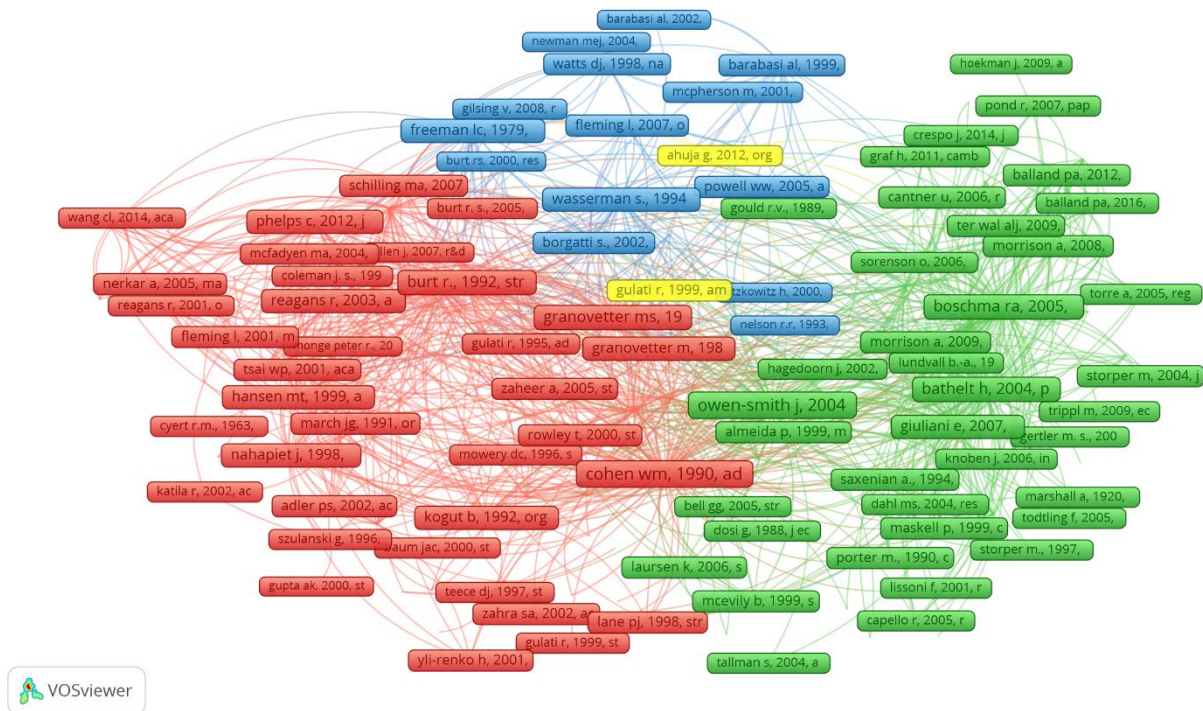 barabasi al, 2002,
newman mej, 2004,
watts dj, 1998, na
barabasi al, 1999,
hoekman j, 2009, a
mcpherson m, 2001,
pond r, 2007, pap
gilsing v, 2008, r
freeman lc, 1979,
fleming l, 2007, o
crespo j, 2014, j
burt rs, 2000, res
ahuja g, 2012, org
graf h, 2011, camb
balland pa, 2012,
schilling ma, 2007
wasserman s., 1994
powell ww, 2005, a
cantner u, 2006, r
balland pa, 2016,
wang cl, 2014, aca
phelps c, 2012, j
burt r. s., 2005,
gould r.v., 1989,
ter wal alj, 2009,
borgatti s., 2002,
morrison a, 2008,
mcfadyen ma, 2004,
llen j, 2007, r&d
sorenson o, 2006,
nerkar a, 2005, ma
coleman j. s., 199
burt r., 1992, str
gulati r, 1999, am
tzkowitz h, 2000,
torre a, 2005, reg
reagans r, 2001, o
reagans r, 2003, a
boschma ra, 2005,
granovetter ms, 19
nelson r.r, 1993,
fleming l, 2001, m
monge peter r., 20
gulati r, 1995, ad
granovetter m, 198
morrison a, 2009,
tsai wp, 2001, aca
hagedoorn j, 2002,
lundvall b.-a., 19
storper m, 2004, j
hansen mt, 1999, a
zaheer a, 2005, st
bathelt h, 2004, p
owen-smith j, 2004
trippl m, 2009, ec
cyert r.m., 1963,
march jg, 1991, or
rowley t, 2000, st
almeida p, 1999, m
giuliani e, 2007,
gertler m. s., 200
nahapiet j, 1998,
mowery dc, 1996, s
knoben j, 2006, in
cohen wm, 1990, ad
saxenian a., 1994,
katila r, 2002, ac
adler ps, 2002, ac
bell gg, 2005, str
dahl ms, 2004, res
marshall a, 1920,
kogut b, 1992, org
dosi g, 1988, j ec
maskell p, 1999, c
todtling f, 2005,
szulanski g, 1996,
baum jac, 2000, st
porter m., 1990, c
storper m., 1997,
laursen k, 2006, s
gupta ak, 2000, st
teece dj, 1997, st
lissoni f, 2001, r
mcevily b, 1999, s
zahra sa, 2002, ac
lane pj, 1998, str
capello r, 2005, r
gulati r, 1999, st
yli-renko h, 2001,
tallman s, 2004, a
VOSviewer